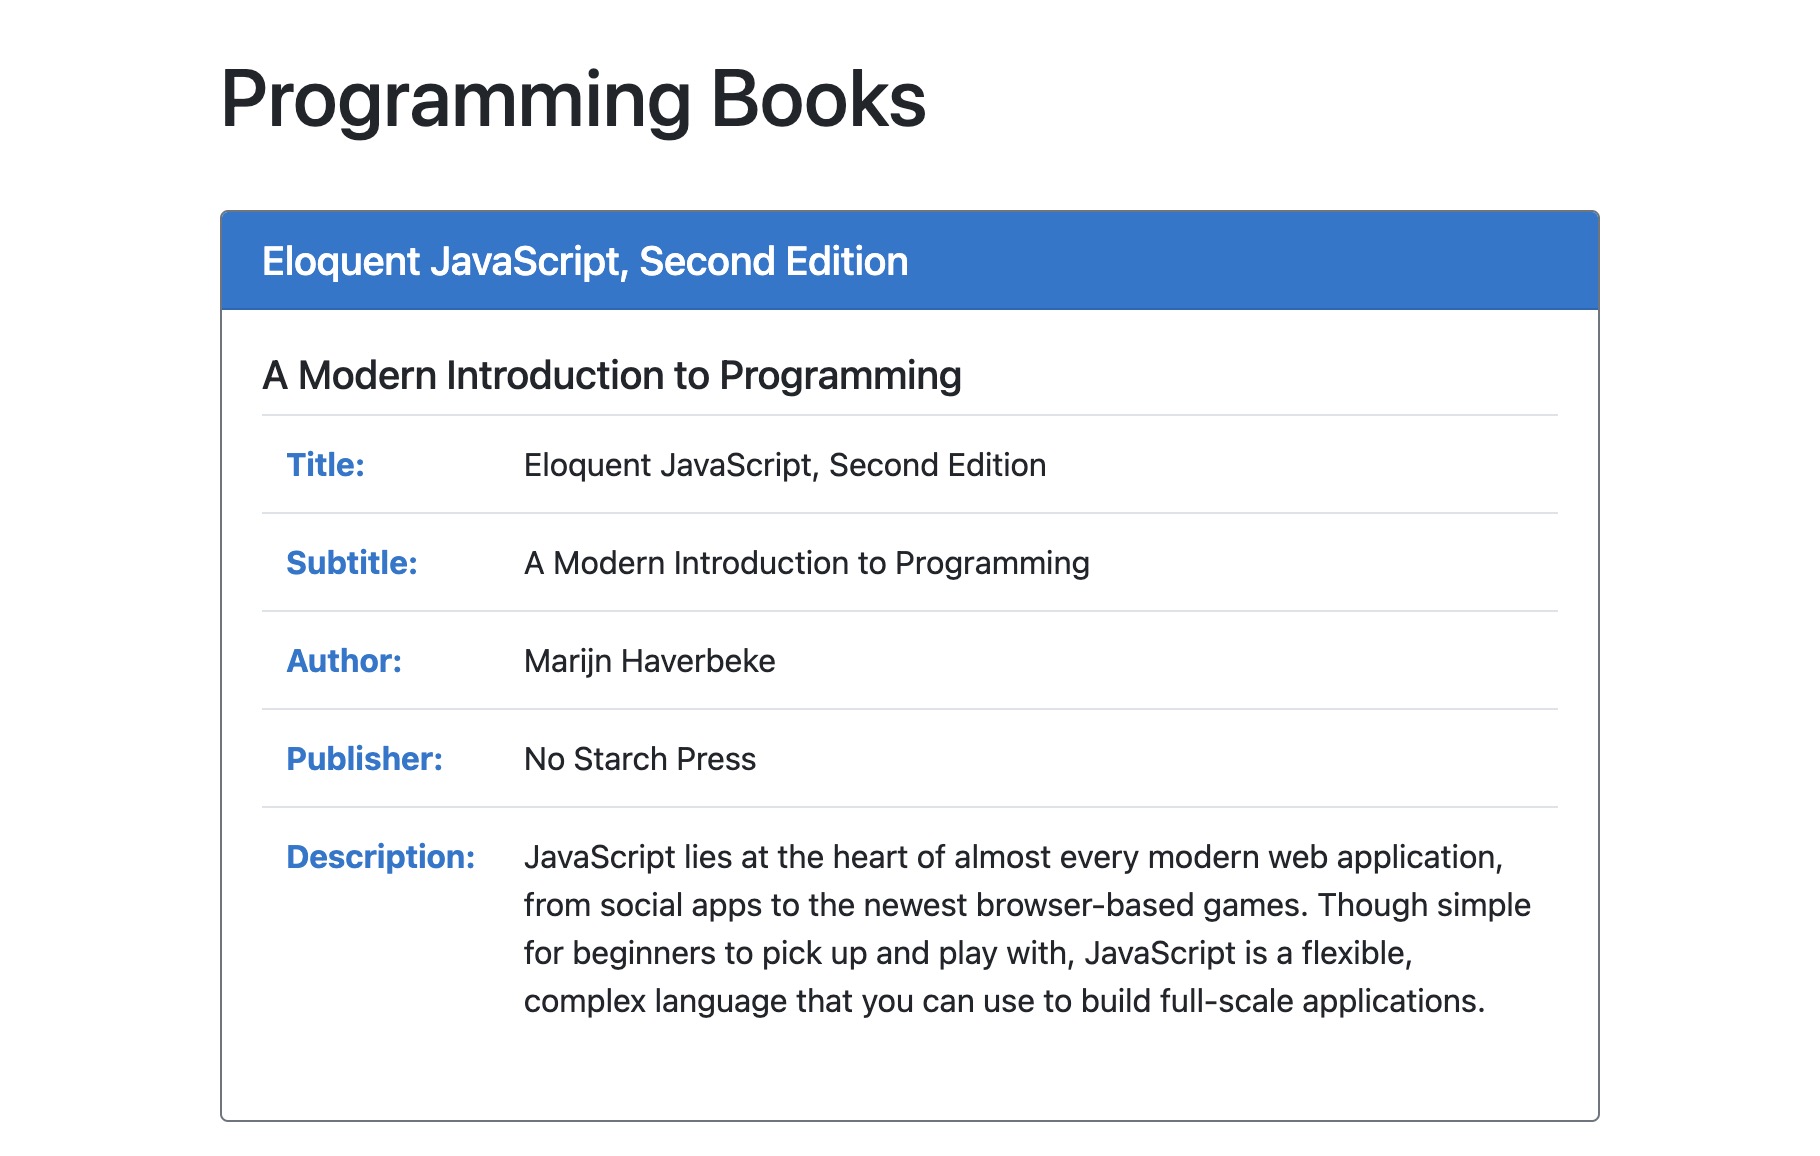 Programming Books
Eloquent JavaScript, Second Edition
A Modern Introduction to Programming
Title: Eloquent JavaScript, Second Edition
Subtitle: A Modern Introduction to Programming
Author: Marijn Haverbeke
Publisher: No Starch Press
Description: JavaScript lies at the heart of almost every modern web application,
from social apps to the newest browser-based games. Though simple
for beginners to pick up and play with, JavaScript is a flexible,
complex language that you can use to build full-scale applications.